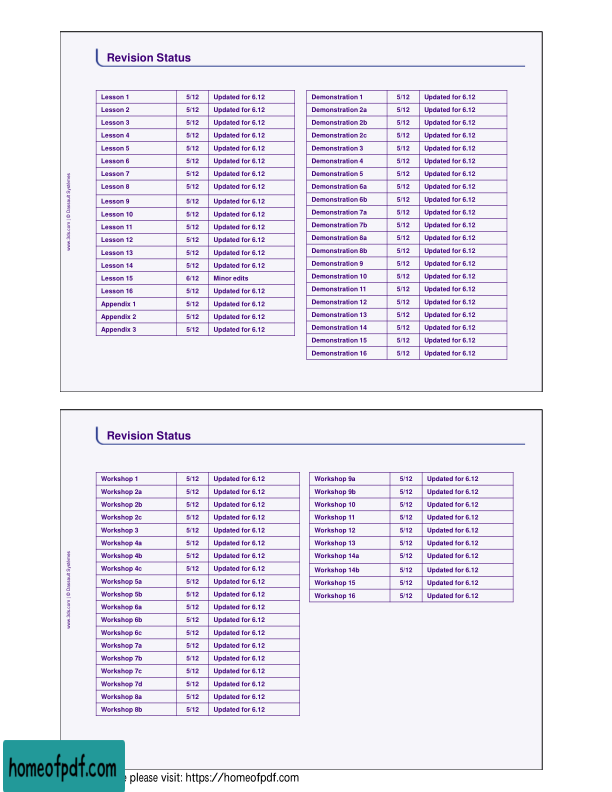 Revision Status
Lesson 1 5/12 Updated for 6.12
Lesson 2 5/12 Updated for 6.12
Lesson 3 5/12 Updated for 6.12
Lesson 4 5/12 Updated for 6.12
Lesson 5 5/12 Updated for 6.12
Lesson 6 5/12 Updated for 6.12
Lesson 7 5/12 Updated for 6.12
Lesson 8 5/12 Updated for 6.12
Lesson 9 5/12 Updated for 6.12
Lesson 10 5/12 Updated for 6.12
Lesson 11 5/12 Updated for 6.12
Lesson 12 5/12 Updated for 6.12
Lesson 13 5/12 Updated for 6.12
Lesson 14 5/12 Updated for 6.12
Lesson 15 6/12 Minor edits
Lesson 16 5/12 Updated for 6.12
Appendix 1 5/12 Updated for 6.12
Appendix 2 5/12 Updated for 6.12
Appendix 3 5/12 Updated for 6.12
Demonstration 1 5/12 Updated for 6.12
Demonstration 2a 5/12 Updated for 6.12
Demonstration 2b 5/12 Updated for 6.12
Demonstration 2c 5/12 Updated for 6.12
Demonstration 3 5/12 Updated for 6.12
Demonstration 4 5/12 Updated for 6.12
Demonstration 5 5/12 Updated for 6.12
Demonstration 6a 5/12 Updated for 6.12
Demonstration 6b 5/12 Updated for 6.12
Demonstration 7a 5/12 Updated for 6.12
Demonstration 7b 5/12 Updated for 6.12
Demonstration 8a 5/12 Updated for 6.12
Demonstration 8b 5/12 Updated for 6.12
Demonstration 9 5/12 Updated for 6.12
Demonstration 10 5/12 Updated for 6.12
Demonstration 11 5/12 Updated for 6.12
Demonstration 12 5/12 Updated for 6.12
Demonstration 13 5/12 Updated for 6.12
Demonstration 14 5/12 Updated for 6.12
Demonstration 15 5/12 Updated for 6.12
Demonstration 16 5/12 Updated for 6.12
www.3ds.com | © Dassault Systèmes
Revision Status
Workshop 1 5/12 Updated for 6.12
Workshop 2a 5/12 Updated for 6.12
Workshop 2b 5/12 Updated for 6.12
Workshop 2c 5/12 Updated for 6.12
Workshop 3 5/12 Updated for 6.12
Workshop 4a 5/12 Updated for 6.12
Workshop 4b 5/12 Updated for 6.12
Workshop 4c 5/12 Updated for 6.12
Workshop 5a 5/12 Updated for 6.12
Workshop 5b 5/12 Updated for 6.12
Workshop 6a 5/12 Updated for 6.12
Workshop 6b 5/12 Updated for 6.12
Workshop 6c 5/12 Updated for 6.12
Workshop 7a 5/12 Updated for 6.12
Workshop 7b 5/12 Updated for 6.12
Workshop 7c 5/12 Updated for 6.12
Workshop 7d 5/12 Updated for 6.12
Workshop 8a 5/12 Updated for 6.12
Workshop 8b 5/12 Updated for 6.12
Workshop 9a 5/12 Updated for 6.12
Workshop 9b 5/12 Updated for 6.12
Workshop 10 5/12 Updated for 6.12
Workshop 11 5/12 Updated for 6.12
Workshop 12 5/12 Updated for 6.12
Workshop 13 5/12 Updated for 6.12
Workshop 14a 5/12 Updated for 6.12
Workshop 14b 5/12 Updated for 6.12
Workshop 15 5/12 Updated for 6.12
Workshop 16 5/12 Updated for 6.12
www.3ds.com | © Dassault Systèmes
homeofpdf.com
please visit: https://homeofpdf.com